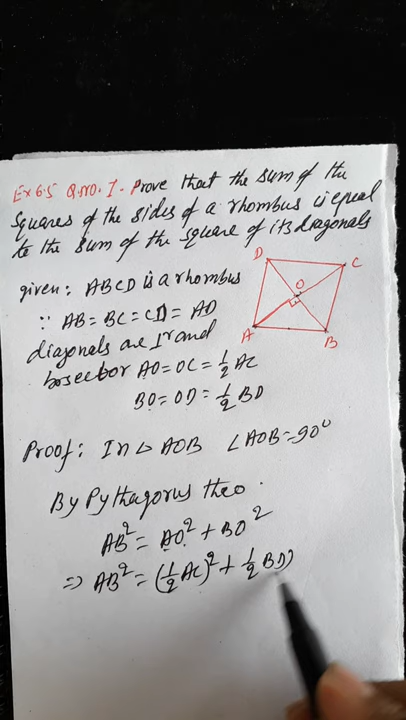 Ex 6.5 Q.NO. 7. Prove that the sum of the
squares of the sides of a rhombus is equal
to the sum of the square of its diagonals
given: ABCD is a rhombus
∵ AB = BC = CD = AD
diagonals are ⊥r and
bosector AO = OC = 1/2 AC
BO = OD = 1/2 BD
D
C
O
A
B
Proof: In △ AOB ∠AOB = 90°
By Pythagorus theo.
AB² = AO² + BO²
⇒ AB² = (1/2 AC)² + 1/2 BD)